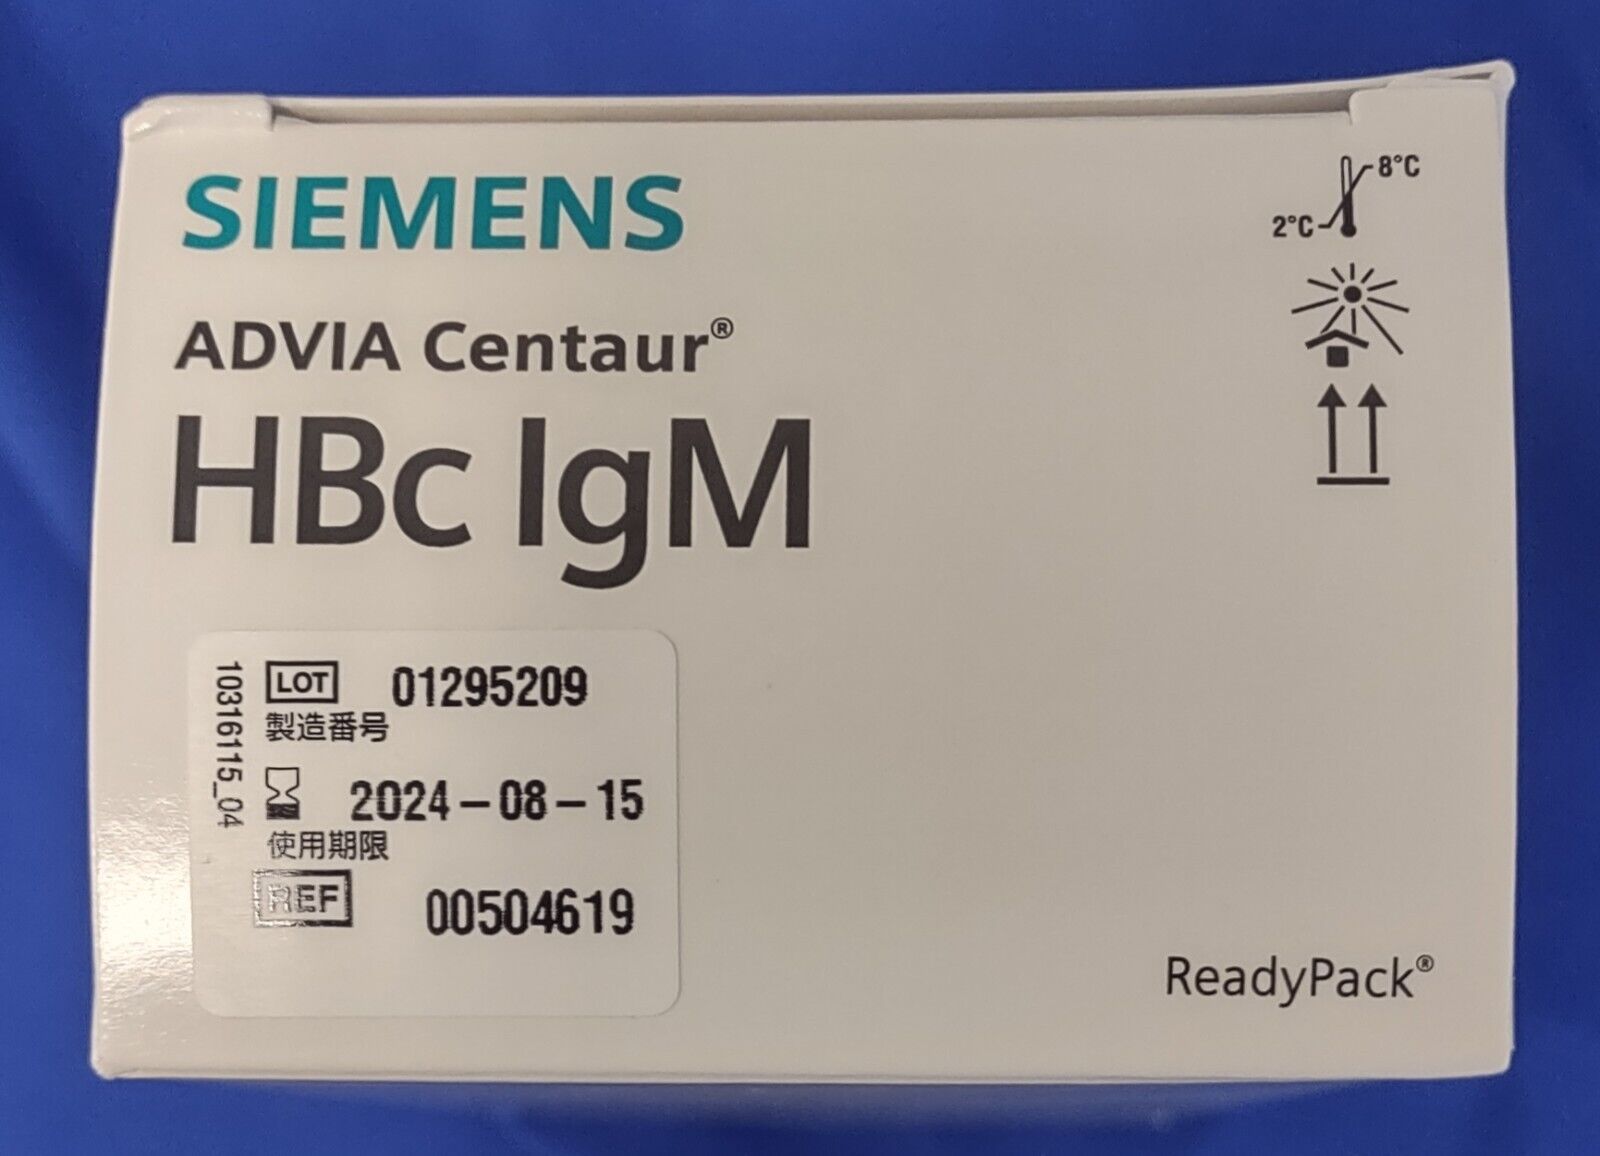 SIEMENS
8°C
2°C
ADVIA Centaur®
HBc IgM
10316115_04
LOT 01295209
製造番号
2024-08-15
使用期限
REF 00504619
ReadyPack®